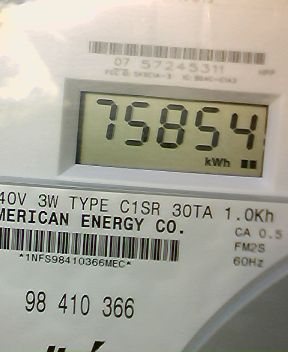 07 57245311
75854
kWh
40V 3W TYPE C1SR 30TA 1.0Kh
MERICAN ENERGY CO.
CA 0.5
FM2S
60Hz
*1NFS98410366MEC*
98 410 366